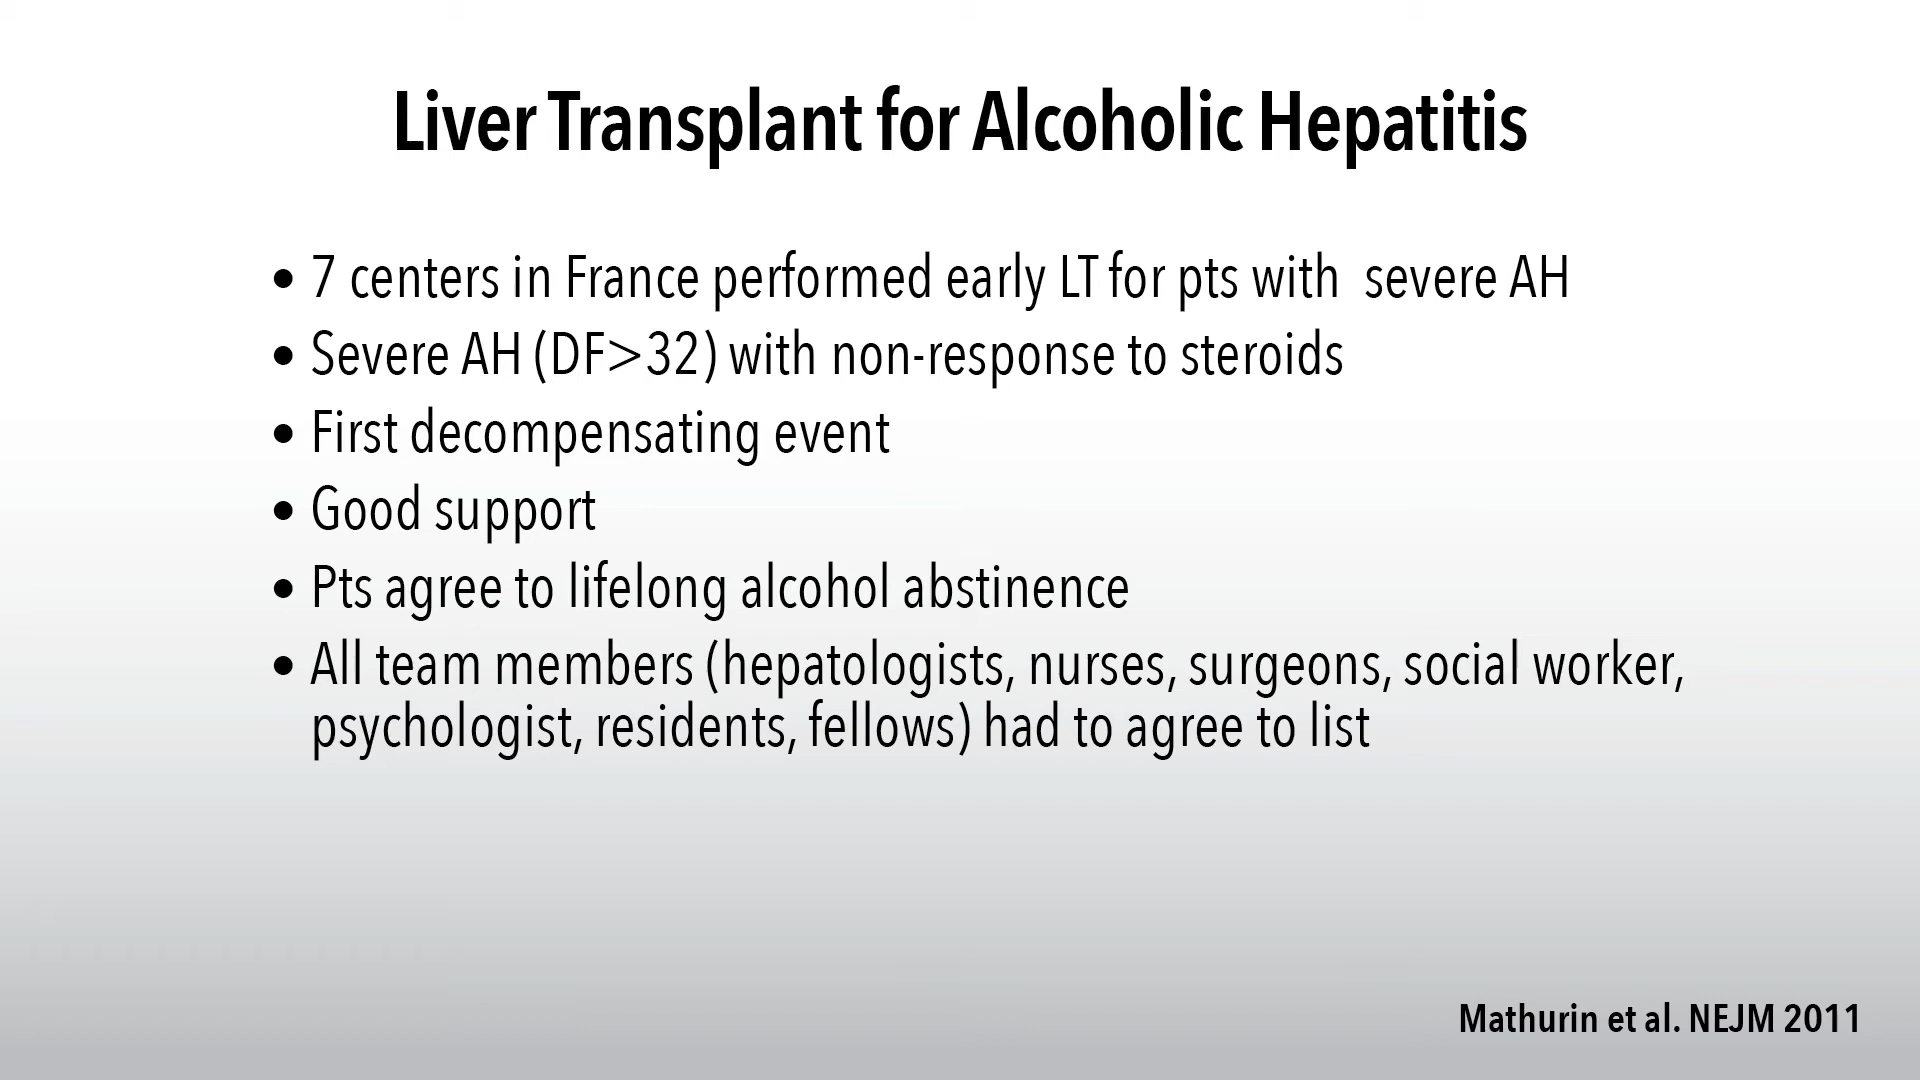 Liver Transplant for Alcoholic Hepatitis
• 7 centers in France performed early LT for pts with  severe AH
• Severe AH (DF>32) with non-response to steroids
• First decompensating event
• Good support
• Pts agree to lifelong alcohol abstinence
• All team members (hepatologists, nurses, surgeons, social worker,
psychologist, residents, fellows) had to agree to list
Mathurin et al. NEJM 2011